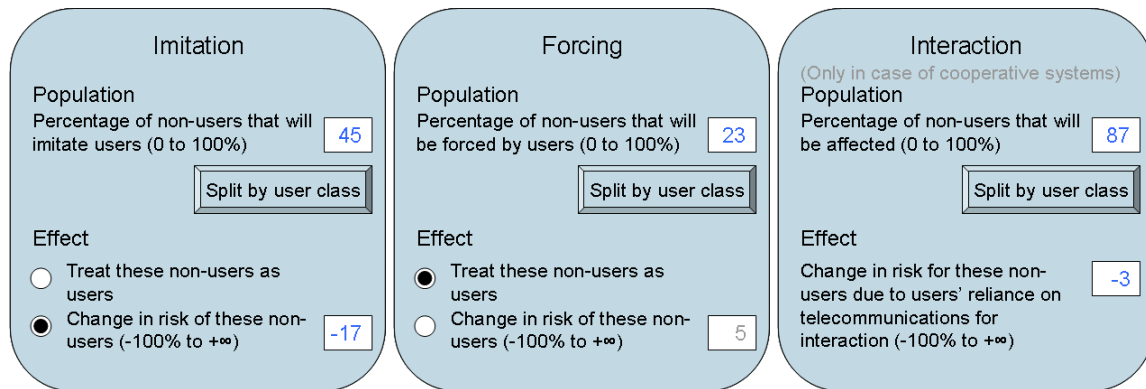 Imitation
Population
Percentage of non-users that will
imitate users (0 to 100%)
45
Split by user class
Effect
Treat these non-users as
users
Change in risk of these non-
users (-100% to +∞)
-17
Forcing
Population
Percentage of non-users that will
be forced by users (0 to 100%)
23
Split by user class
Effect
Treat these non-users as
users
Change in risk of these non-
users (-100% to +∞)
5
Interaction
(Only in case of cooperative systems)
Population
Percentage of non-users that will
be affected (0 to 100%)
87
Split by user class
Effect
Change in risk for these non-
users due to users' reliance on
telecommunications for
interaction (-100% to +∞)
-3